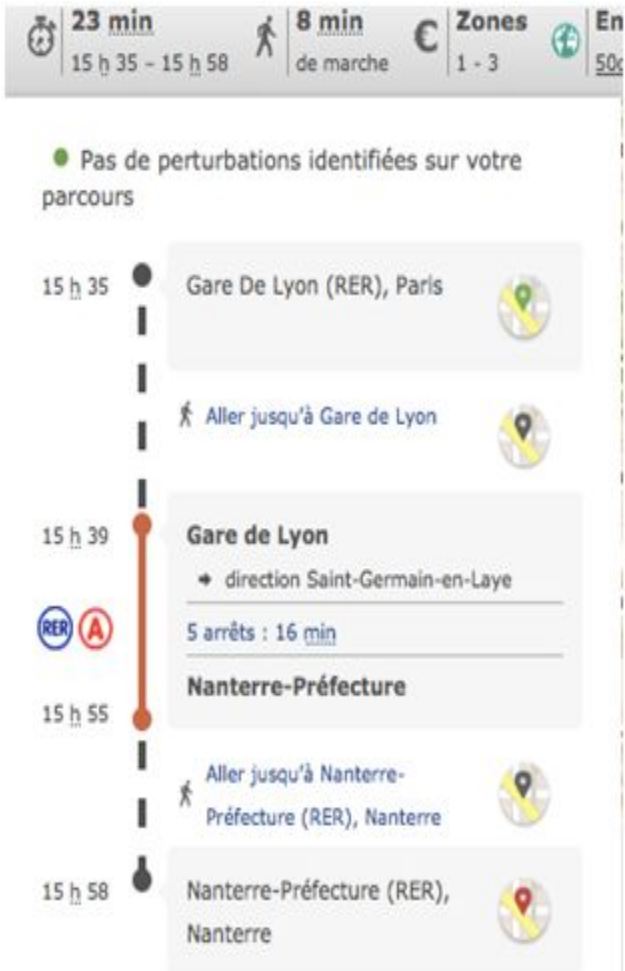 23 min
15 h 35 – 15 h 58
8 min
de marche
€
Zones
1 - 3
En
50c
Pas de perturbations identifiées sur votre
parcours
15 h 35
Gare De Lyon (RER), Paris
Aller jusqu'à Gare de Lyon
15 h 39
Gare de Lyon
→ direction Saint-Germain-en-Laye
RER A
5 arrêts : 16 min
Nanterre-Préfecture
15 h 55
Aller jusqu'à Nanterre-
Préfecture (RER), Nanterre
15 h 58
Nanterre-Préfecture (RER),
Nanterre